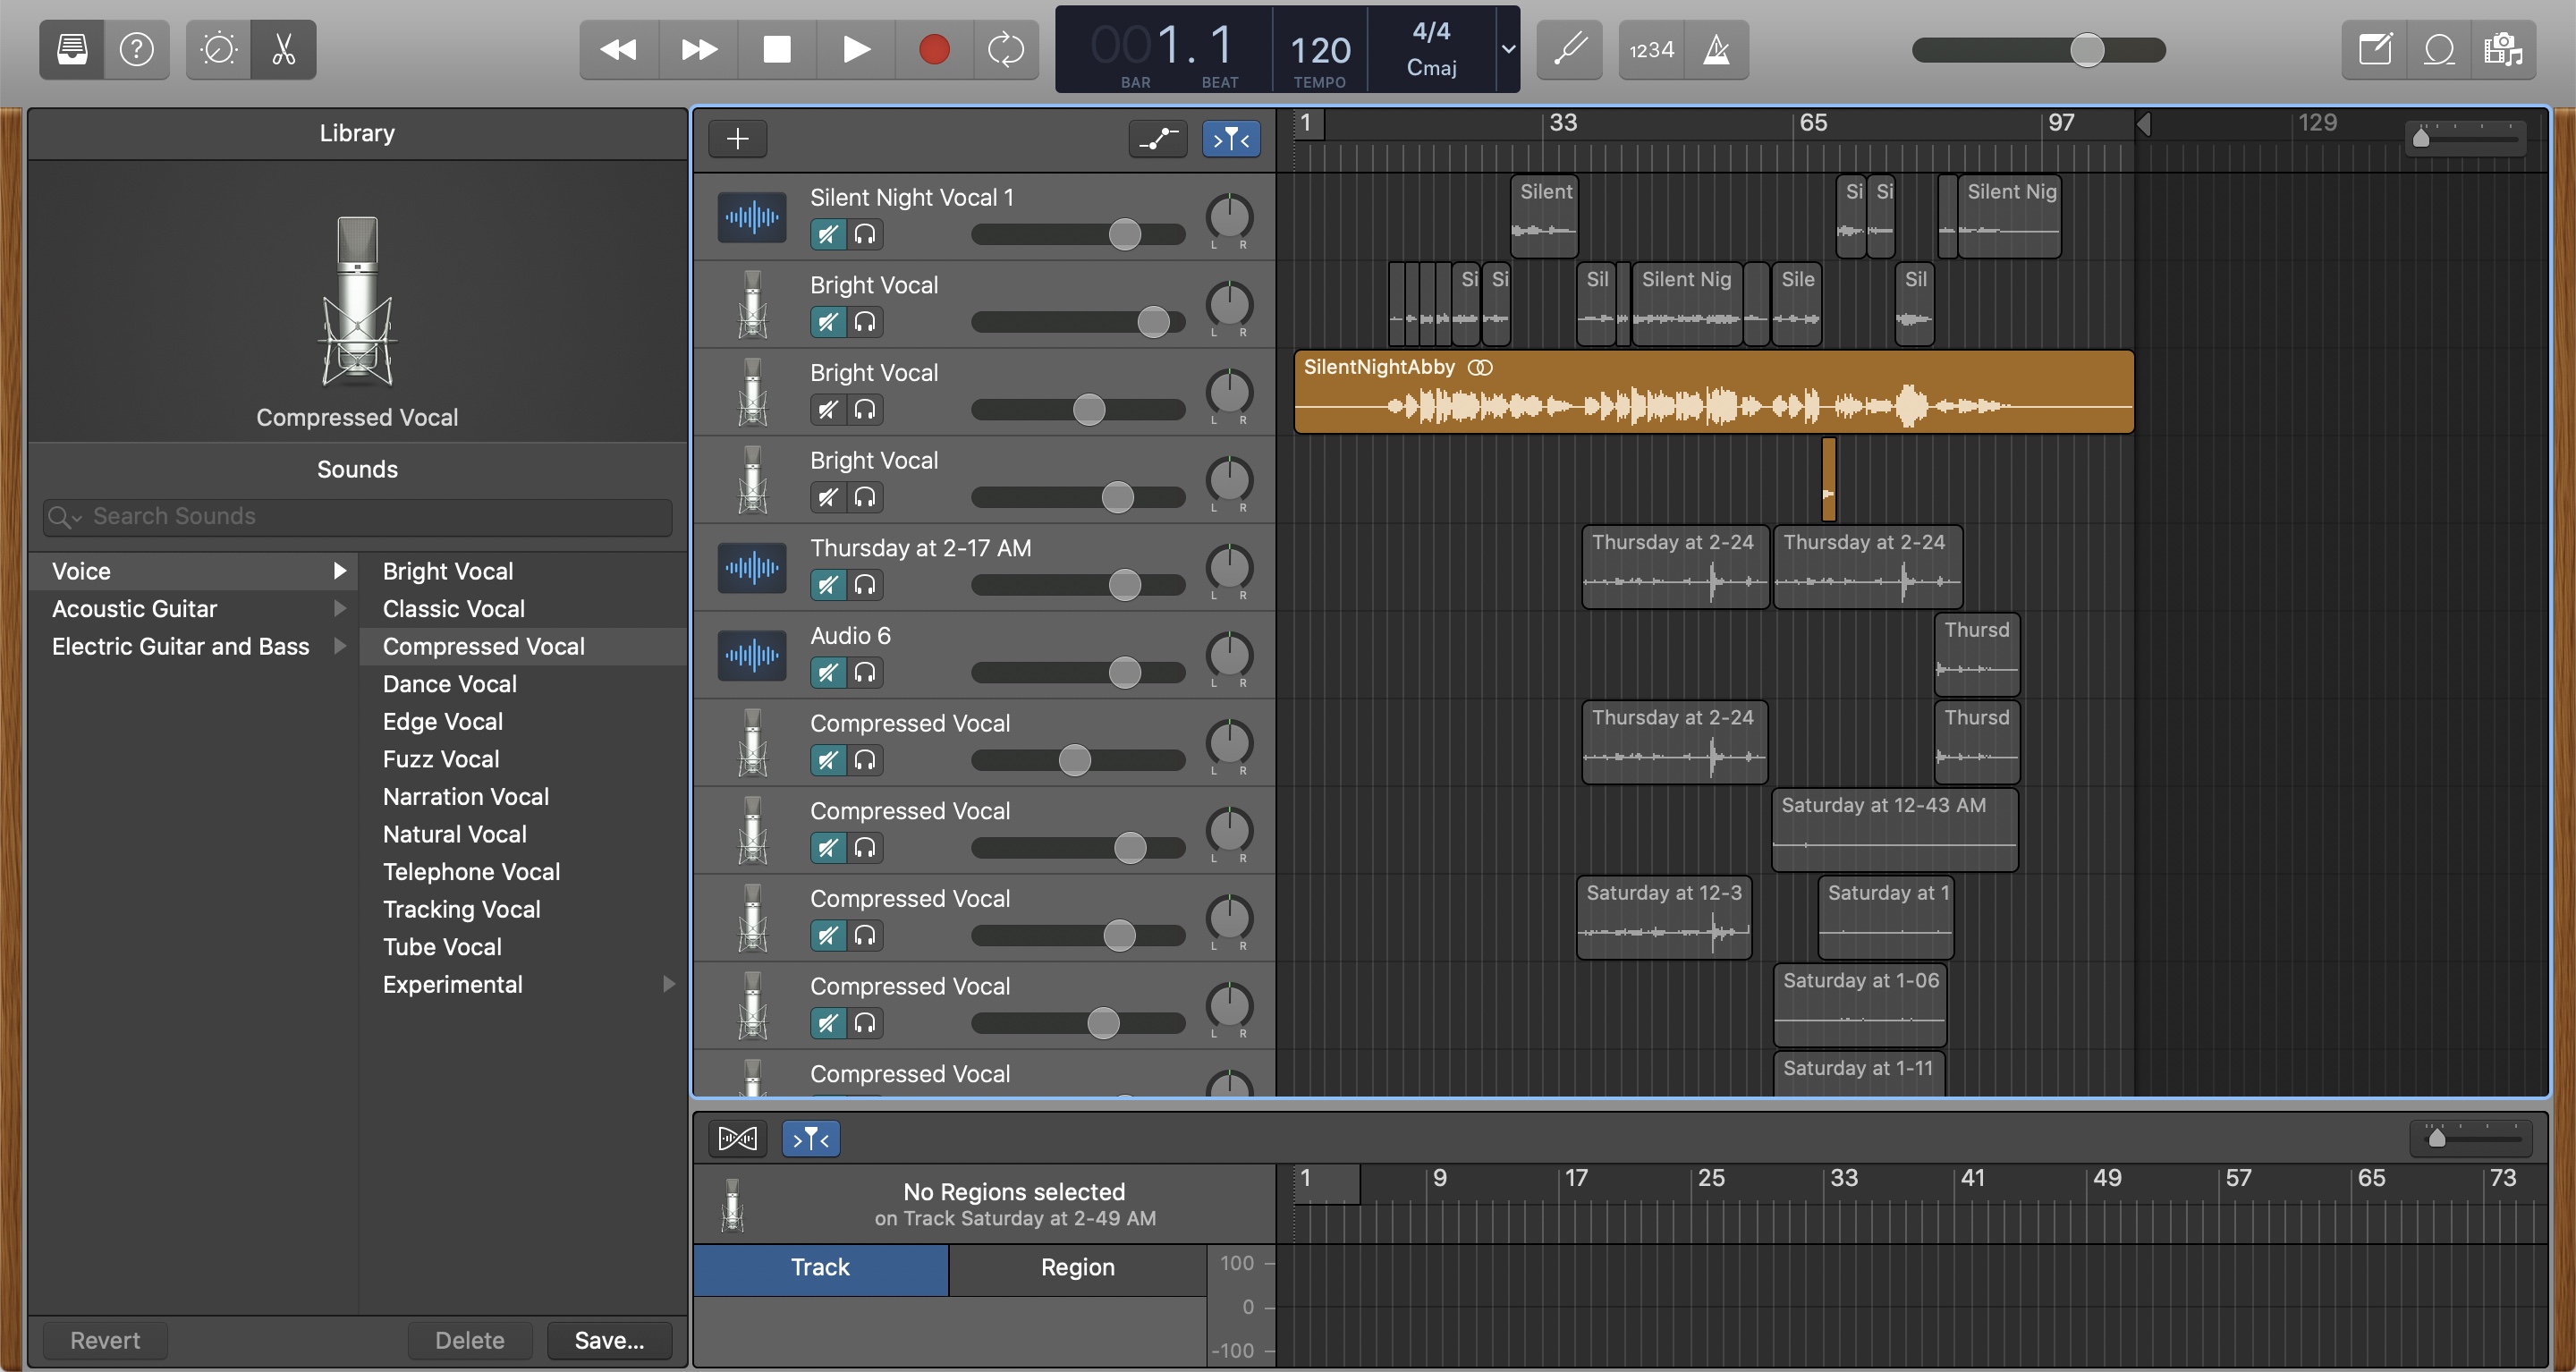 001.1
BAR
BEAT
120
TEMPO
4/4
Cmaj
1234
Library
Compressed Vocal
Sounds
Search Sounds
Voice
Acoustic Guitar
Electric Guitar and Bass
Bright Vocal
Classic Vocal
Compressed Vocal
Dance Vocal
Edge Vocal
Fuzz Vocal
Narration Vocal
Natural Vocal
Telephone Vocal
Tracking Vocal
Tube Vocal
Experimental
Revert
Delete
Save...
1 33 65 97 129
Silent Night Vocal 1
L R
Silent
Si
Si
Silent Nig
Bright Vocal
L R
Si
Si
Sil
Silent Nig
Sile
Sil
Bright Vocal
L R
SilentNightAbby
Bright Vocal
L R
Thursday at 2-17 AM
L R
Thursday at 2-24
Thursday at 2-24
Audio 6
L R
Thursd
Compressed Vocal
L R
Thursday at 2-24
Thursd
Compressed Vocal
L R
Saturday at 12-43 AM
Compressed Vocal
L R
Saturday at 12-3
Saturday at 1
Compressed Vocal
L R
Saturday at 1-06
Compressed Vocal
Saturday at 1-11
1 9 17 25 33 41 49 57 65 73
No Regions selected
on Track Saturday at 2-49 AM
Track
Region
100
0
-100